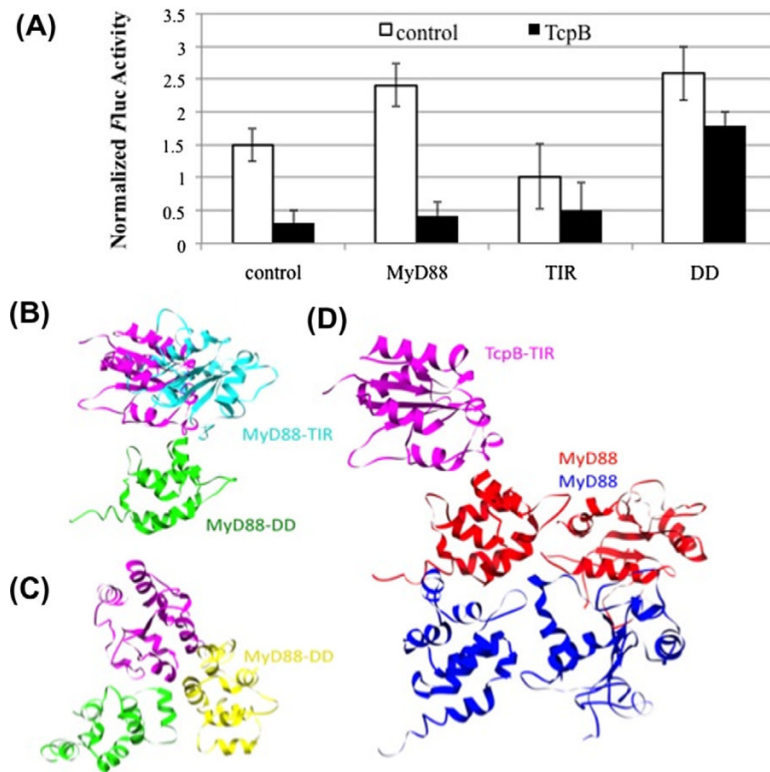 (A)
Normalized Fluc Activity
3.5
3
2.5
2
1.5
1
0.5
0
control
TcpB
control
MyD88
TIR
DD
(B)
MyD88-TIR
MyD88-DD
(C)
MyD88-DD
(D)
TcpB-TIR
MyD88
MyD88